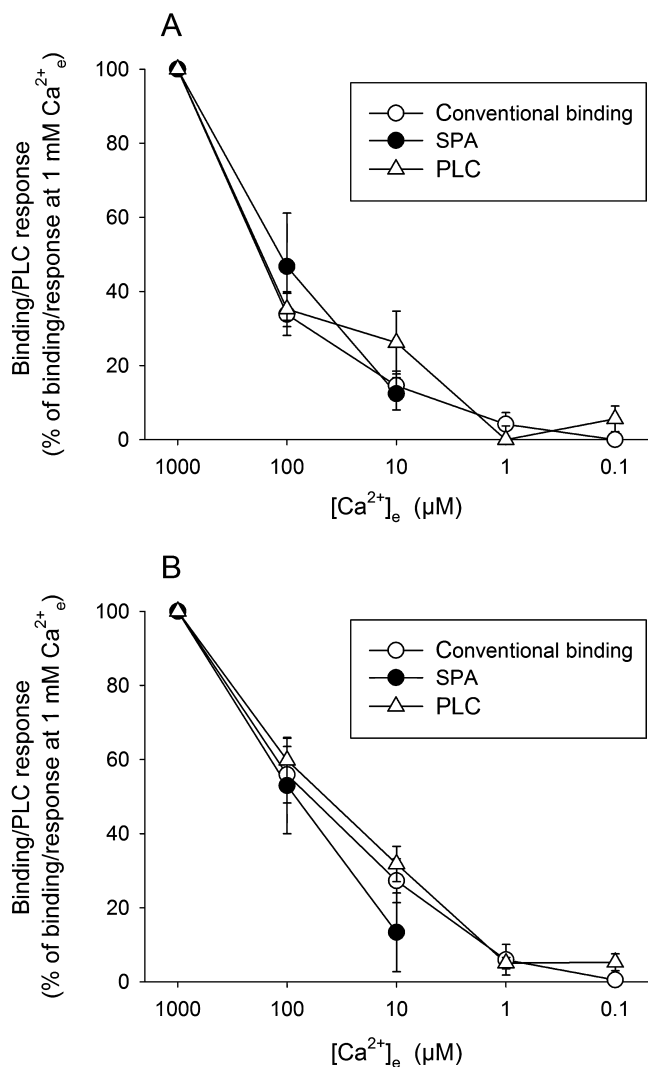 A
Binding/PLC response
(% of binding/response at 1 mM Ca²⁺ₑ)
100
80
60
40
20
0
Conventional binding
SPA
PLC
1000 100 10 1 0.1
[Ca²⁺]ₑ (µM)
B
Binding/PLC response
(% of binding/response at 1 mM Ca²⁺ₑ)
100
80
60
40
20
0
Conventional binding
SPA
PLC
1000 100 10 1 0.1
[Ca²⁺]ₑ (µM)